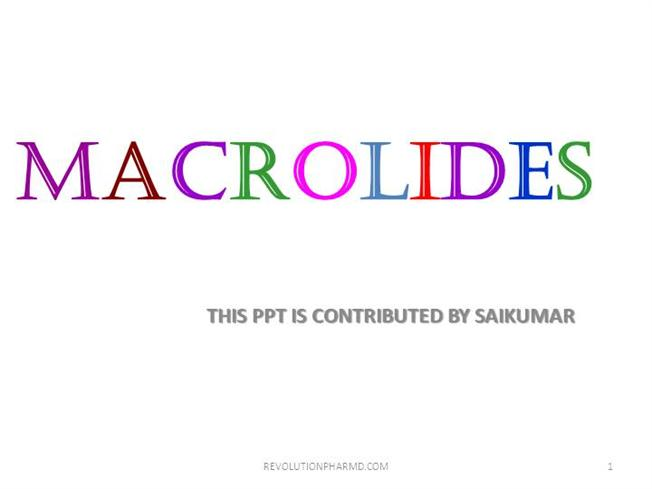 MACROLIDES
THIS PPT IS CONTRIBUTED BY SAIKUMAR
REVOLUTIONPHARMD.COM 1